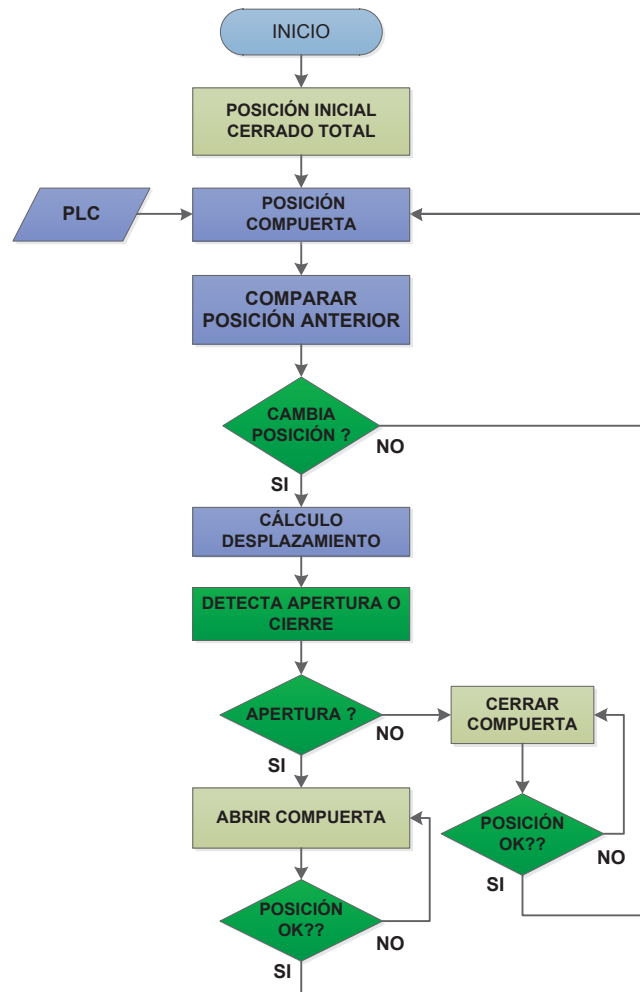 INICIO
POSICIÓN INICIAL
CERRADO TOTAL
PLC
POSICIÓN
COMPUERTA
COMPARAR
POSICIÓN ANTERIOR
CAMBIA
POSICIÓN ?
NO
SI
CÁLCULO
DESPLAZAMIENTO
DETECTA APERTURA O
CIERRE
APERTURA ?
NO
SI
CERRAR
COMPUERTA
ABRIR COMPUERTA
POSICIÓN
OK??
NO
SI
POSICIÓN
OK??
NO
SI